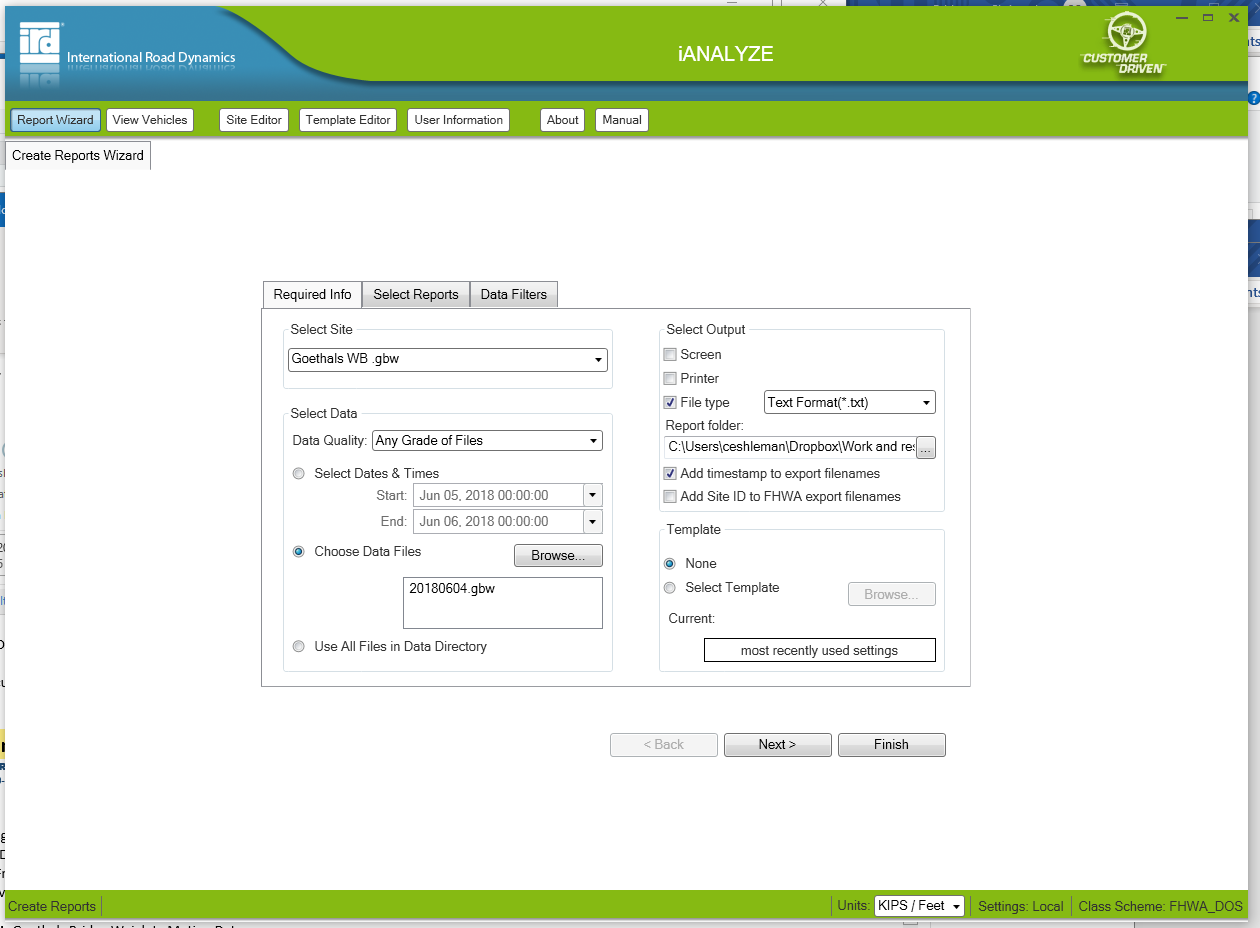 ird
International Road Dynamics
iANALYZE
CUSTOMER
DRIVEN
Report Wizard
View Vehicles
Site Editor
Template Editor
User Information
About
Manual
Create Reports Wizard
Required Info
Select Reports
Data Filters
Select Site
Goethals WB .gbw
Select Data
Data Quality: Any Grade of Files
Select Dates & Times
Start: Jun 05, 2018 00:00:00
End: Jun 06, 2018 00:00:00
Choose Data Files
Browse...
20180604.gbw
Use All Files in Data Directory
Select Output
Screen
Printer
File type
Text Format(*.txt)
Report folder:
C:\Users\ceshleman\Dropbox\Work and res
...
Add timestamp to export filenames
Add Site ID to FHWA export filenames
Template
None
Select Template
Browse...
Current:
most recently used settings
< Back
Next >
Finish
Create Reports
Units: KIPS / Feet
Settings: Local
Class Scheme: FHWA_DOS